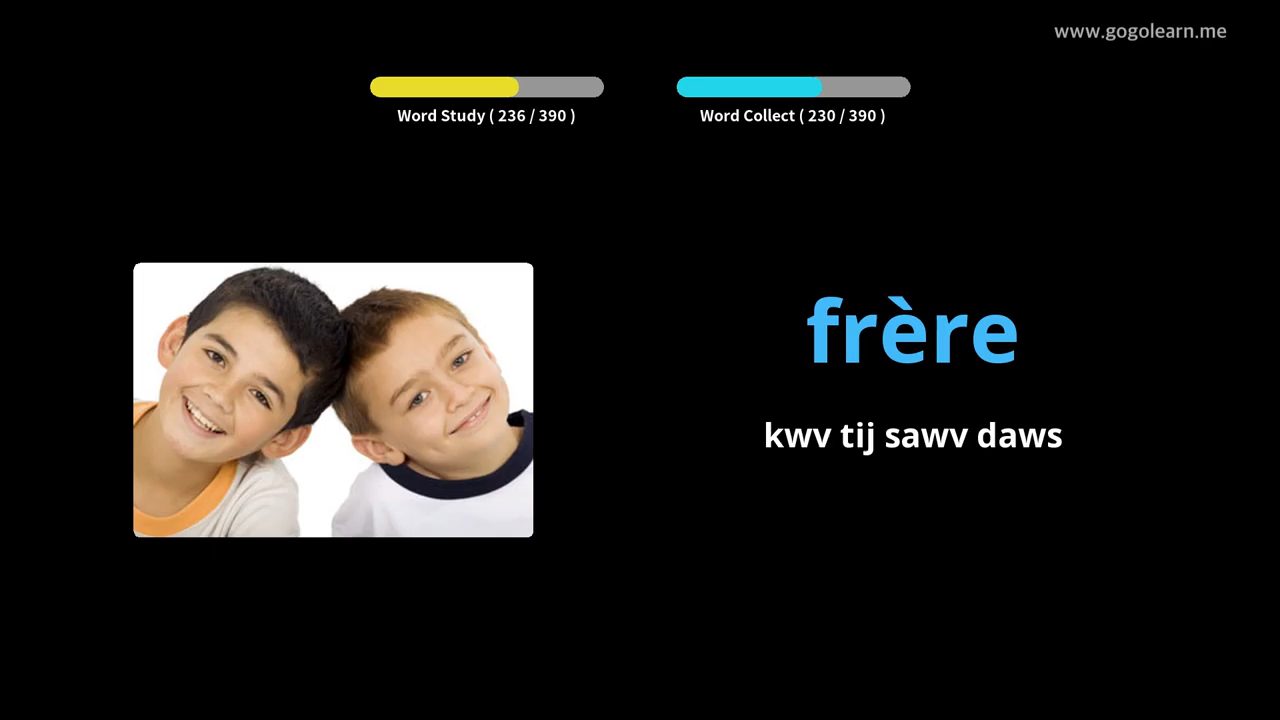 www.gogolearn.me
Word Study ( 236 / 390 )
Word Collect ( 230 / 390 )
frère
kwv tij sawv daws